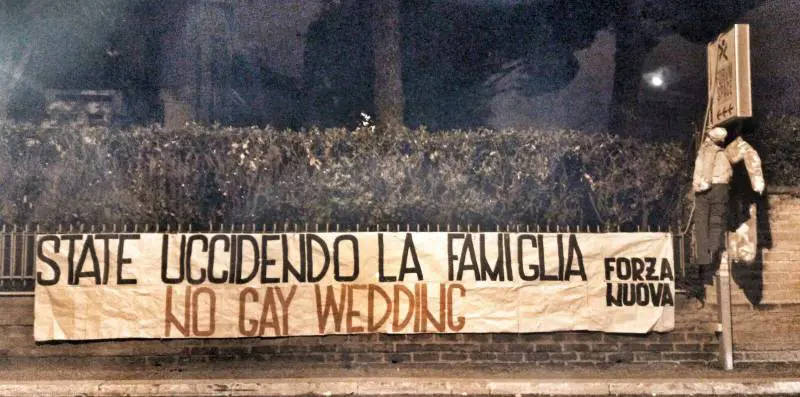 STATE UCCIDENDO LA FAMIGLIA
NO GAY WEDDING
FORZA
NUOVA